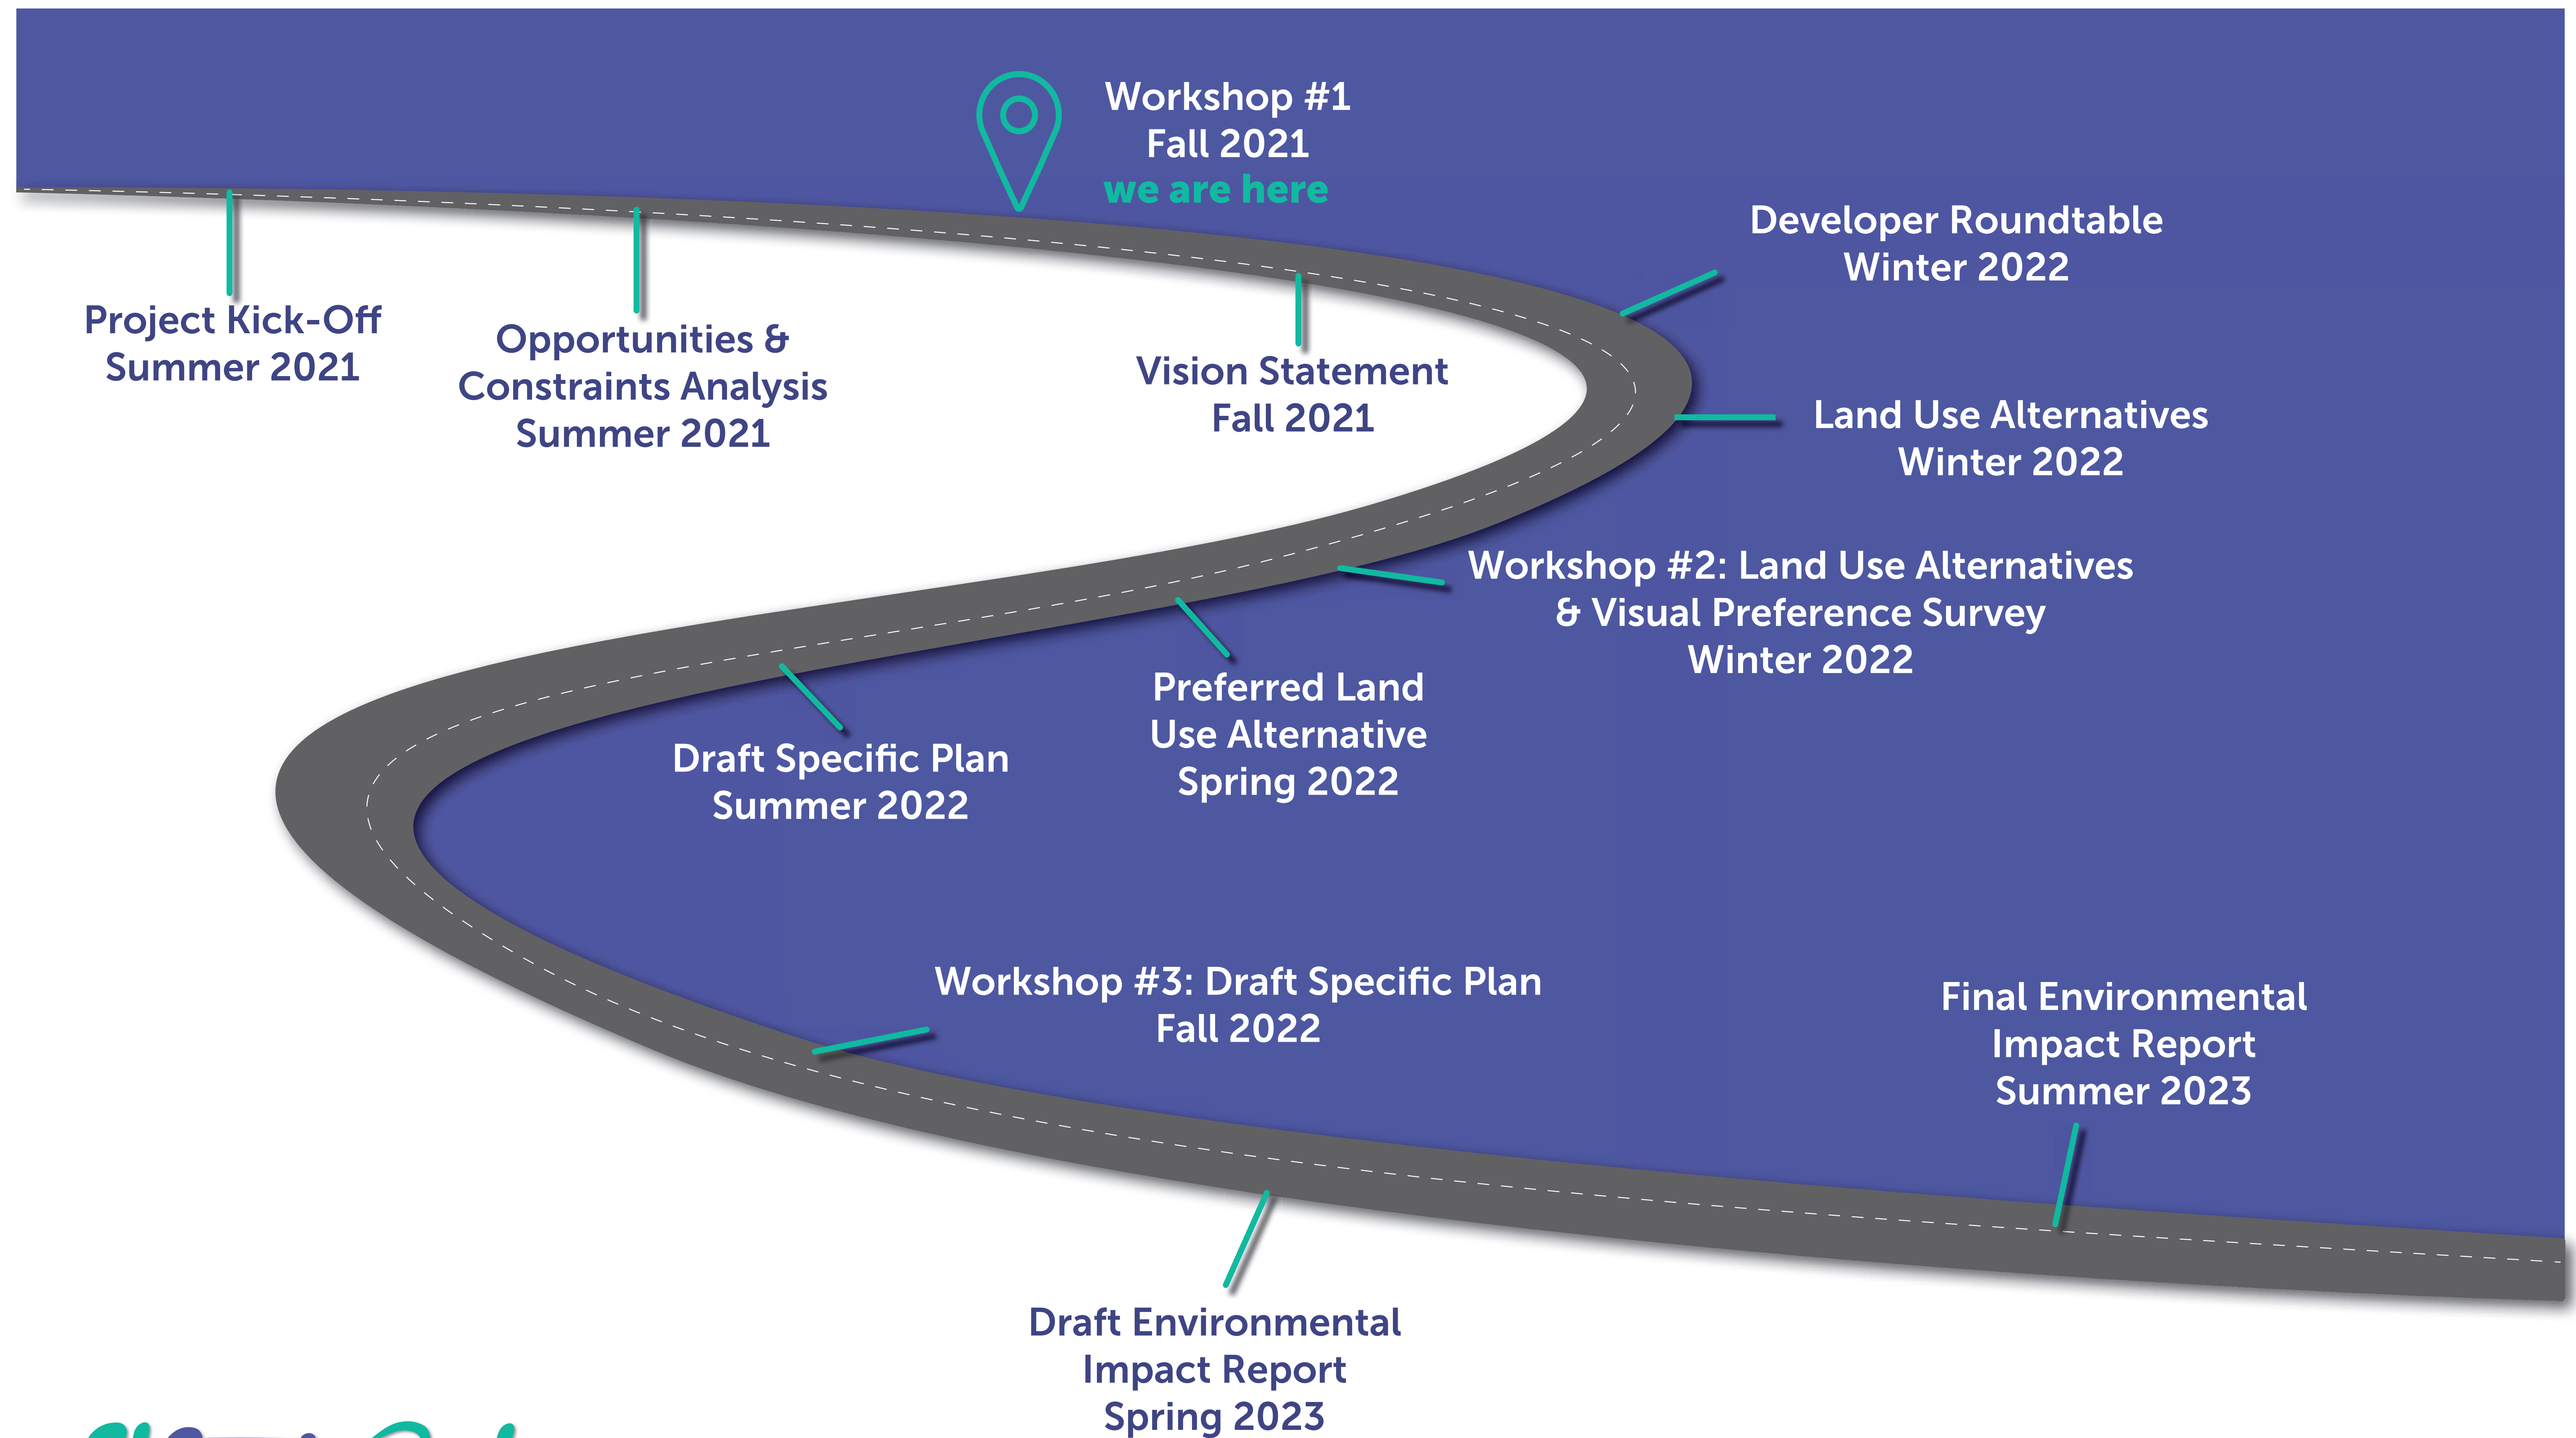 Workshop #1
Fall 2021
we are here
Project Kick-Off
Summer 2021
Opportunities &
Constraints Analysis
Summer 2021
Vision Statement
Fall 2021
Developer Roundtable
Winter 2022
Land Use Alternatives
Winter 2022
Workshop #2: Land Use Alternatives
& Visual Preference Survey
Winter 2022
Preferred Land
Use Alternative
Spring 2022
Draft Specific Plan
Summer 2022
Workshop #3: Draft Specific Plan
Fall 2022
Draft Environmental
Impact Report
Spring 2023
Final Environmental
Impact Report
Summer 2023